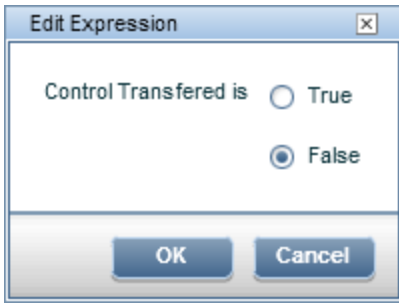 Edit Expression
Control Transfered is
True
False
OK
Cancel